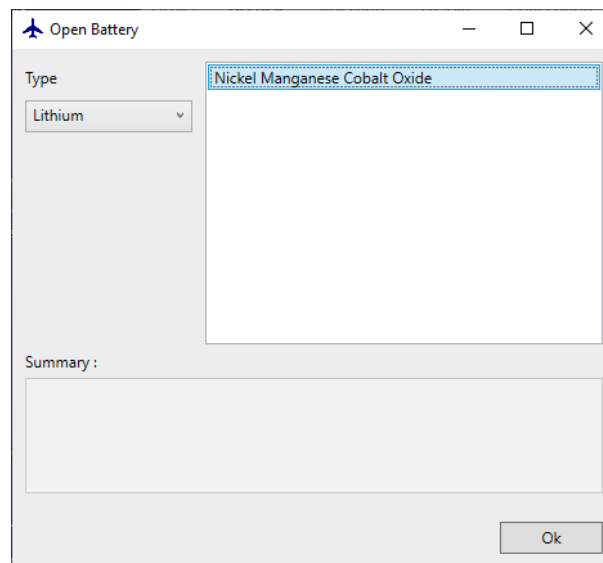 Open Battery
Type
Lithium
Nickel Manganese Cobalt Oxide
Summary :
Ok